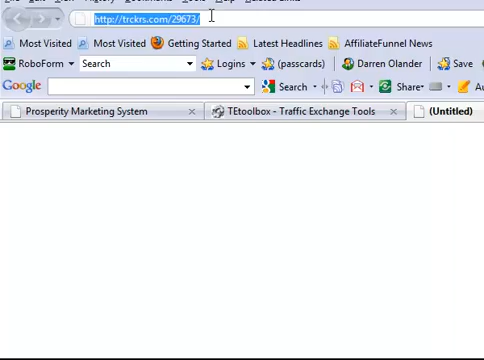 http://trckrs.com/29673/
Most Visited Most Visited Getting Started Latest Headlines AffiliateFunnel News
RoboForm Search Logins (passcards) Darren Olander Save
Google Search Share
Prosperity Marketing System TEtoolbox - Traffic Exchange Tools (Untitled)